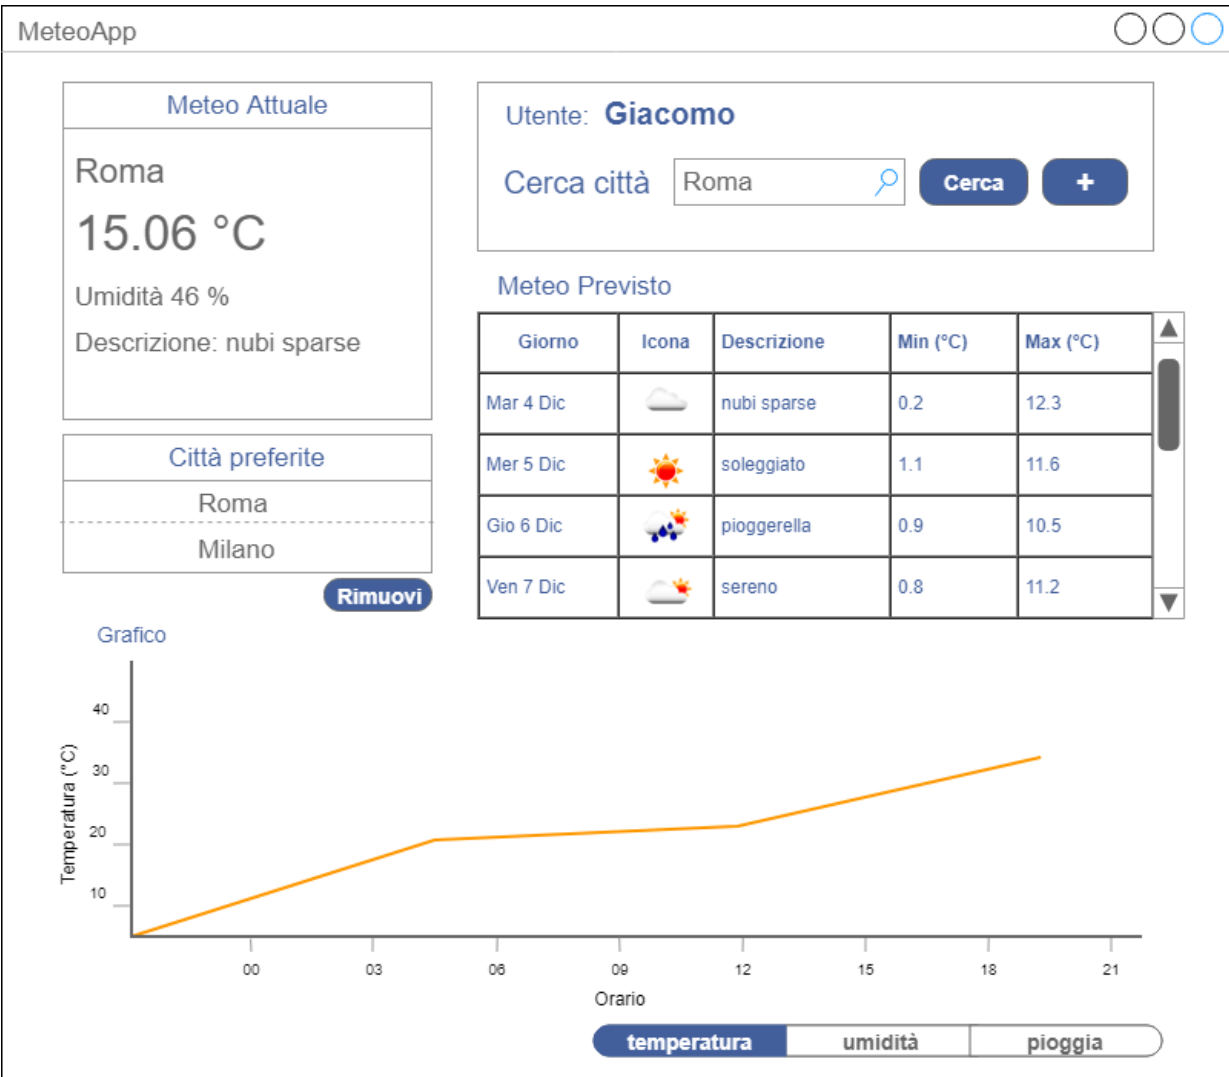 MeteoApp
Meteo Attuale
Roma
15.06 °C
Umidità 46 %
Descrizione: nubi sparse
Città preferite
Roma
Milano
Rimuovi
Utente: Giacomo
Cerca città Roma Cerca +
Meteo Previsto
Giorno Icona Descrizione Min (°C) Max (°C)
Mar 4 Dic nubi sparse 0.2 12.3
Mer 5 Dic soleggiato 1.1 11.6
Gio 6 Dic pioggerella 0.9 10.5
Ven 7 Dic sereno 0.8 11.2
Grafico
Temperatura (°C)
40
30
20
10
00 03 06 09 12 15 18 21
Orario
temperatura umidità pioggia